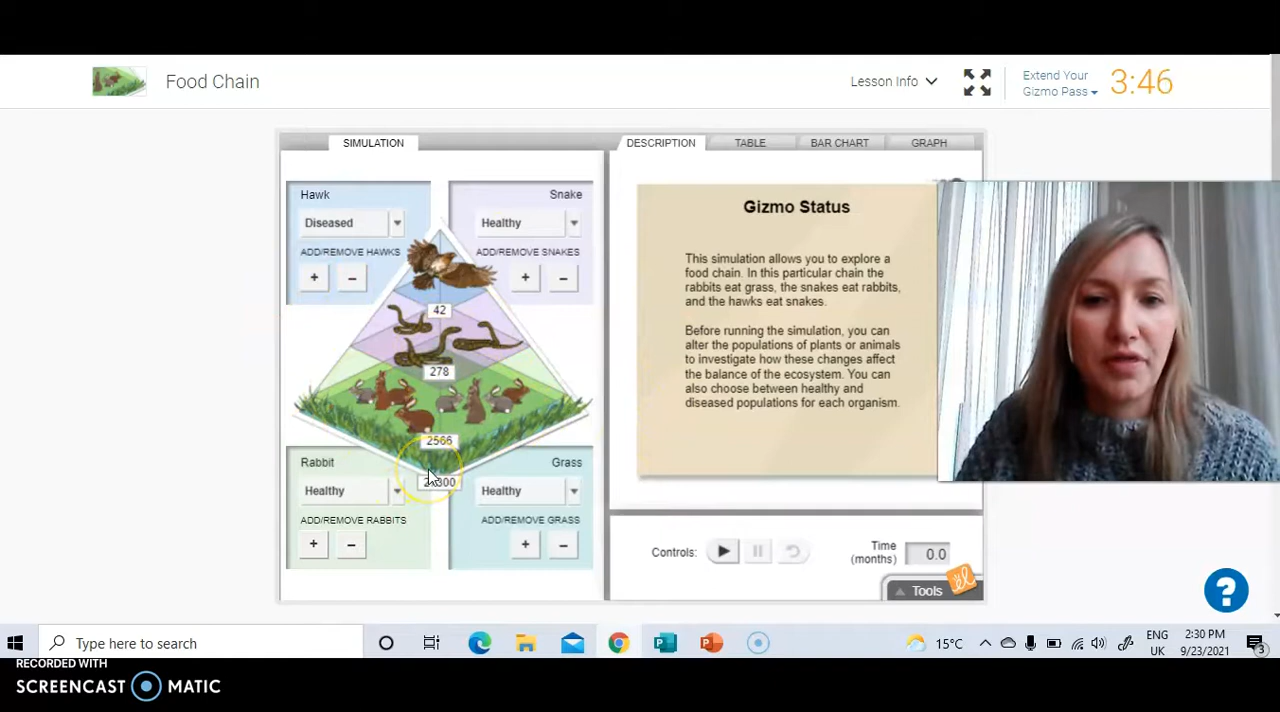 Food Chain
Lesson Info
Extend Your
Gizmo Pass
3:46
SIMULATION
DESCRIPTION
TABLE
BAR CHART
GRAPH
Hawk
Diseased
ADD/REMOVE HAWKS
+
−
Snake
Healthy
ADD/REMOVE SNAKES
+
−
42
278
2566
Rabbit
Healthy
ADD/REMOVE RABBITS
+
−
Grass
Healthy
ADD/REMOVE GRASS
+
−
Gizmo Status
This simulation allows you to explore a
food chain. In this particular chain the
rabbits eat grass, the snakes eat rabbits,
and the hawks eat snakes.
Before running the simulation, you can
alter the populations of plants or animals
to investigate how these changes affect
the balance of the ecosystem. You can
also choose between healthy and
diseased populations for each organism.
Controls:
Time
(months)
0.0
Tools
?
Type here to search
15°C
ENG
UK
2:30 PM
9/23/2021
3
RECORDED WITH
SCREENCAST MATIC